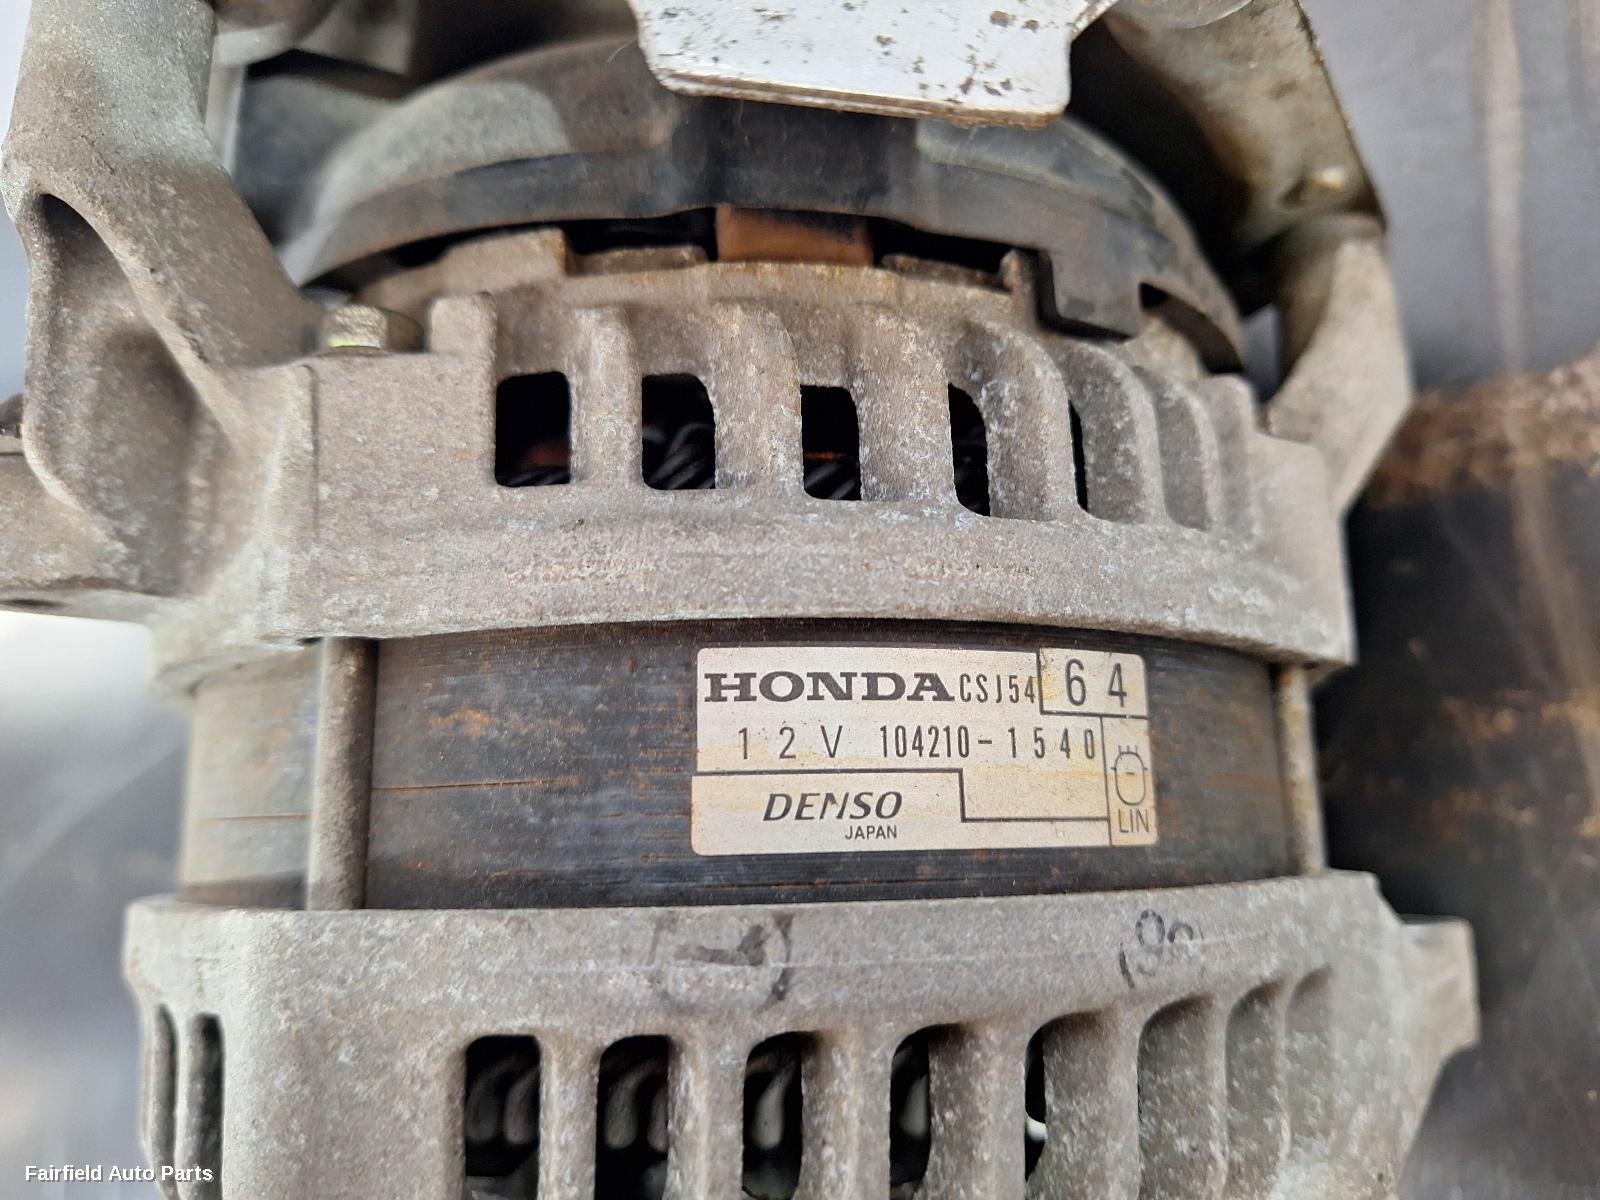 HONDA CSJ54 64
12V 104210-1540
DENSO
JAPAN
LIN
Fairfield Auto Parts